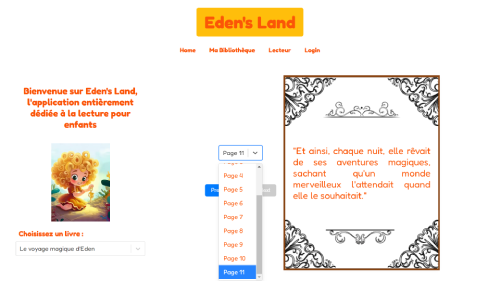 Eden's Land
Home
Ma Bibliothèque
Lecteur
Login
Bienvenue sur Eden's Land,
l'application entièrement
dédiée à la lecture pour
enfants
Choisissez un livre :
Le voyage magique d'Eden
Page 11
Page 4
Page 5
Page 6
Page 7
Page 8
Page 9
Page 10
Page 11
"Et ainsi, chaque nuit, elle rêvait
de ses aventures magiques,
sachant qu'un monde
merveilleux l'attendait quand
elle le souhaitait."